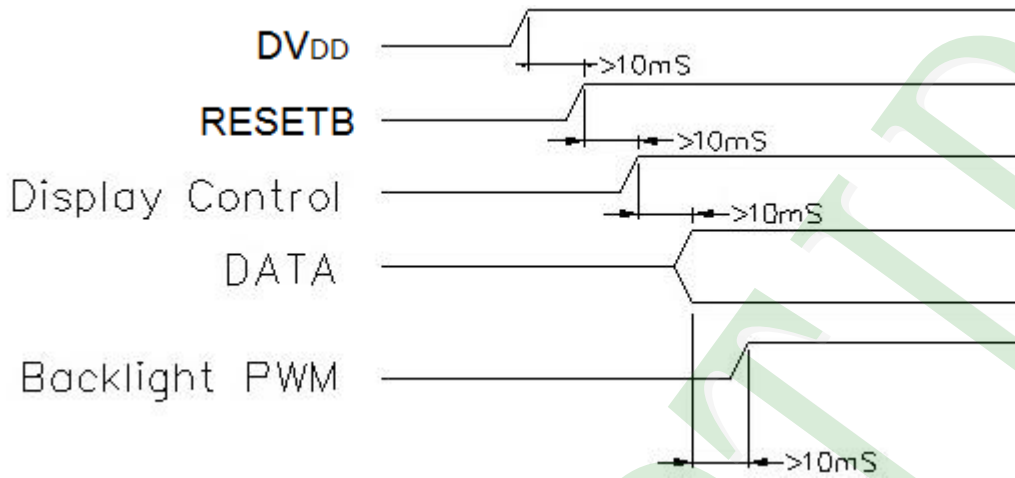 DVDD
>10mS
RESETB
>10mS
Display Control
>10mS
DATA
Backlight PWM
>10mS